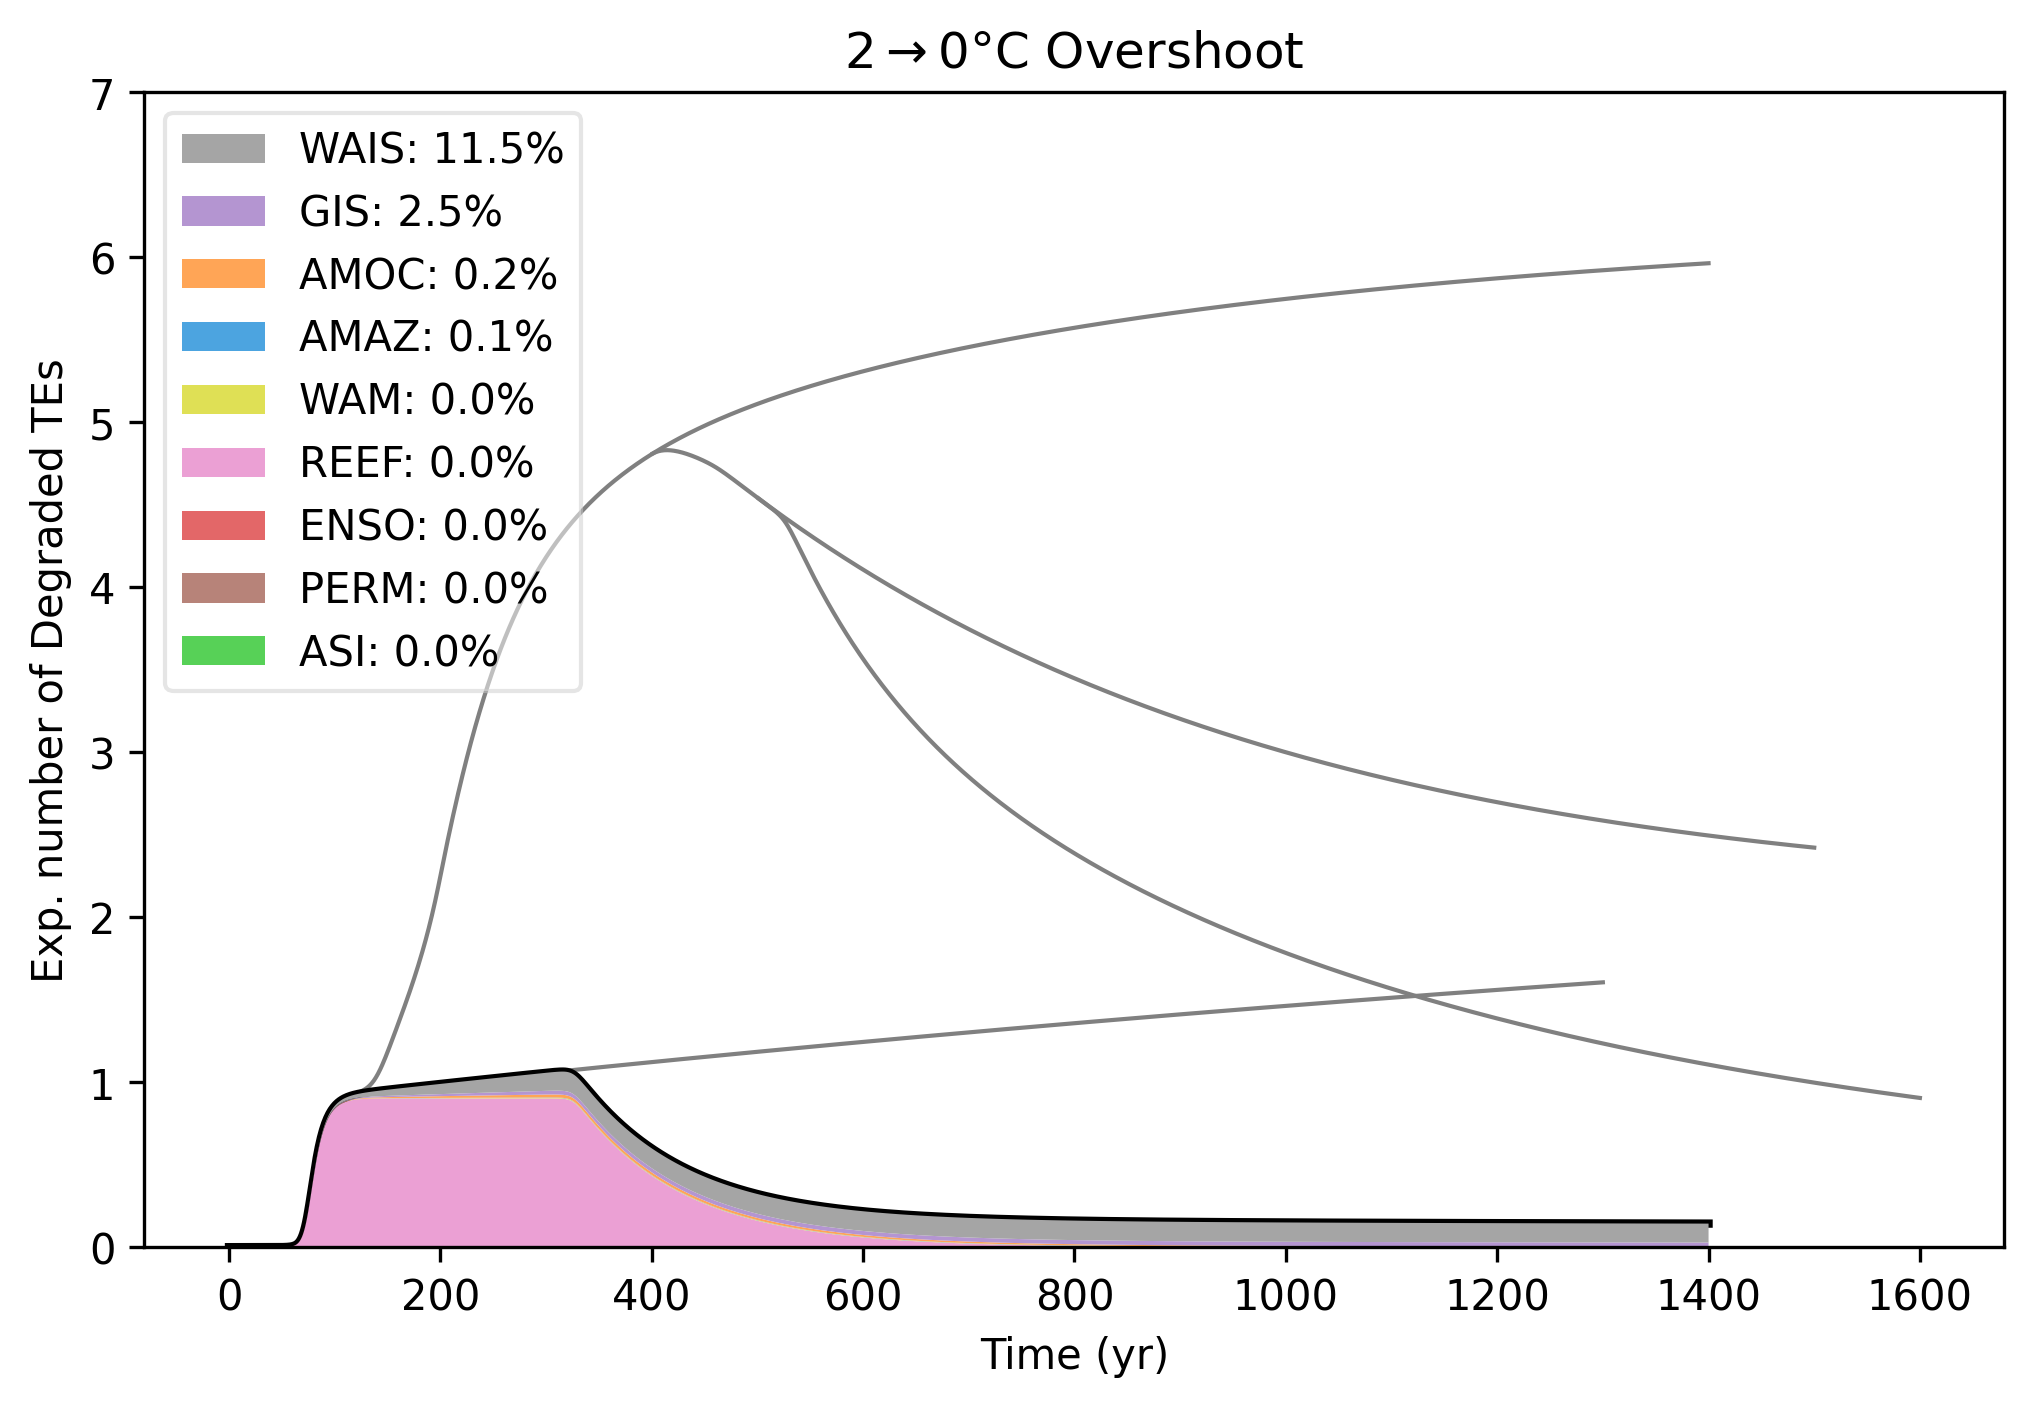 2→0°C Overshoot
Exp. number of Degraded TEs
7
6
5
4
3
2
1
0
WAIS: 11.5%
GIS: 2.5%
AMOC: 0.2%
AMAZ: 0.1%
WAM: 0.0%
REEF: 0.0%
ENSO: 0.0%
PERM: 0.0%
ASI: 0.0%
0 200 400 600 800 1000 1200 1400 1600
Time (yr)